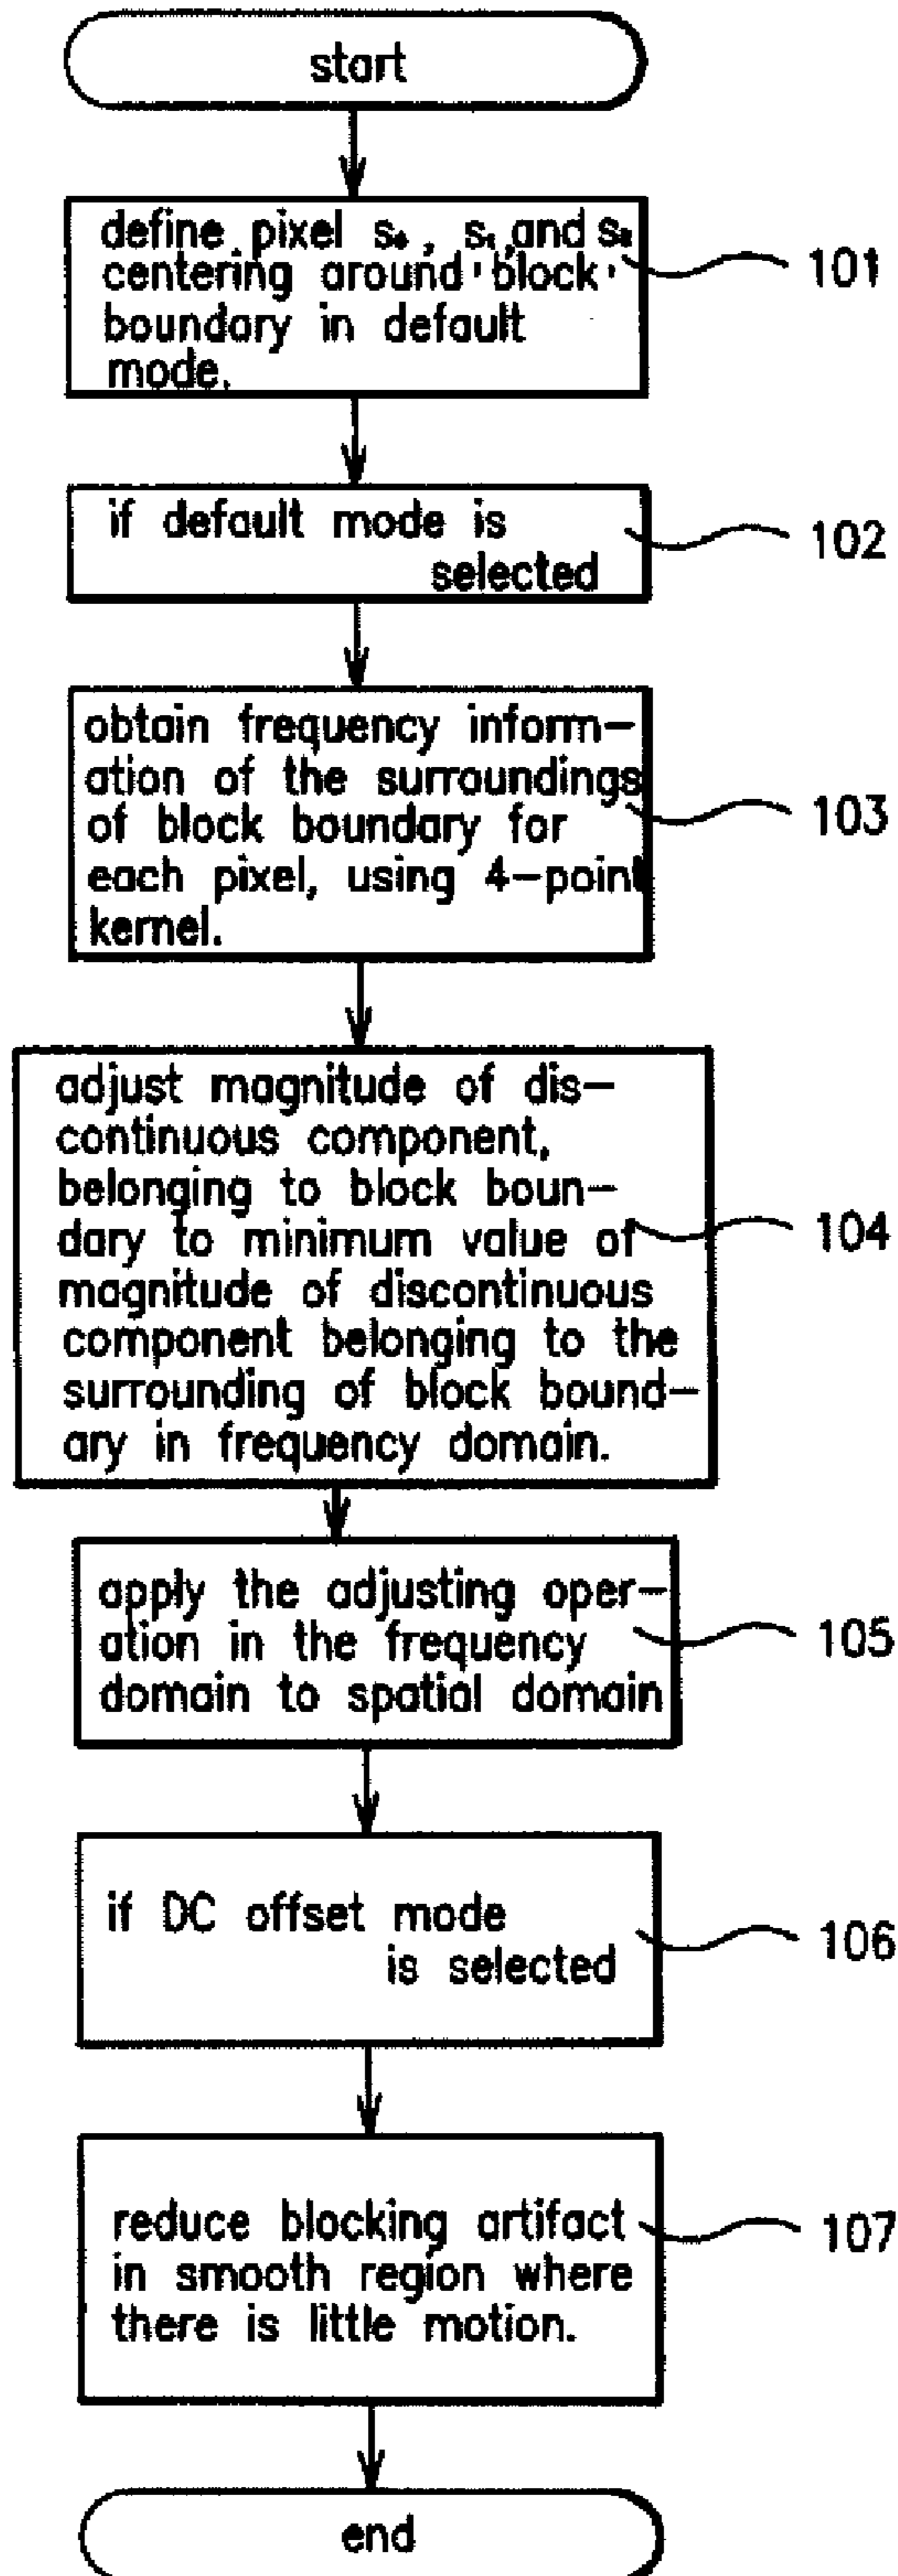 start
define pixel s₀, s₁, and s₂
centering around block
boundary in default
mode.
101
if default mode is
selected
102
obtain frequency inform-
ation of the surroundings
of block boundary for
each pixel, using 4-point
kernel.
103
adjust magnitude of dis-
continuous component,
belonging to block boun-
dary to minimum value of
magnitude of discontinuous
component belonging to the
surrounding of block bound-
ary in frequency domain.
104
apply the adjusting oper-
ation in the frequency
domain to spatial domain
105
if DC offset mode
is selected
106
reduce blocking artifact
in smooth region where
there is little motion.
107
end